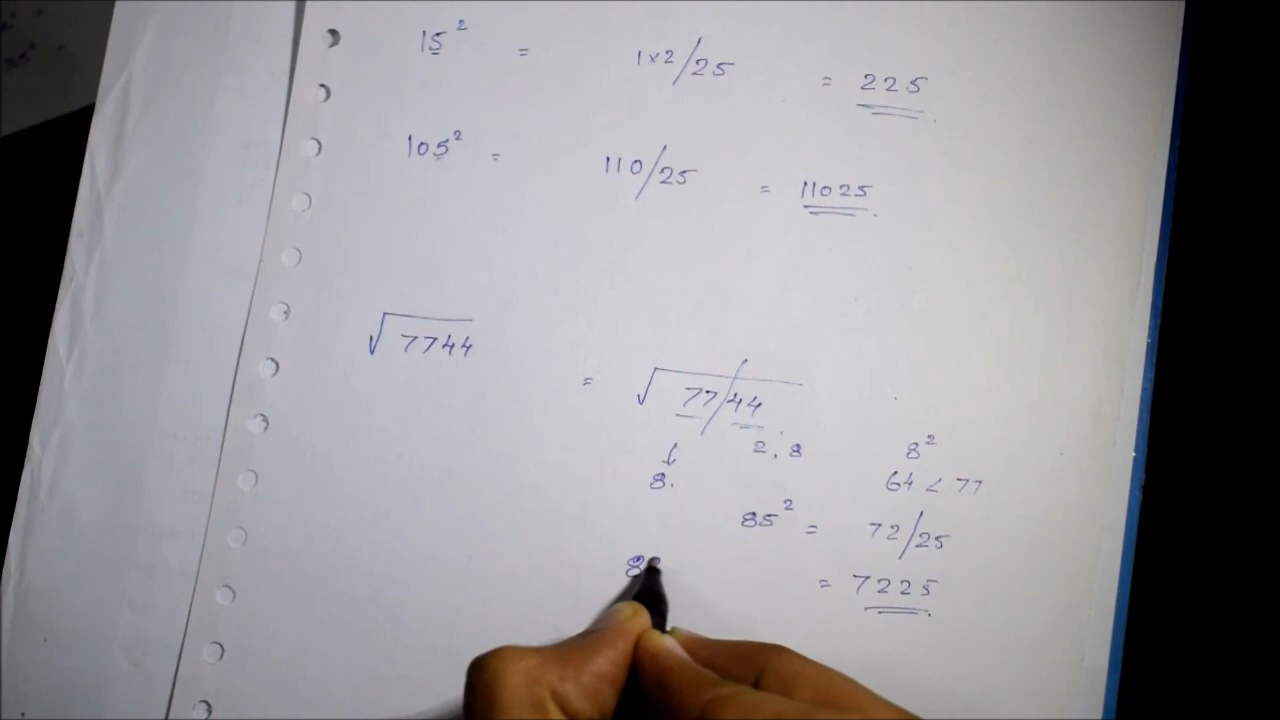 15² = 1×2/25 = 225.
105² = 110/25 = 11025.
√7744 = √77/44
2, 8
8²
8.
64 < 77
85² = 72/25
8
= 7225.